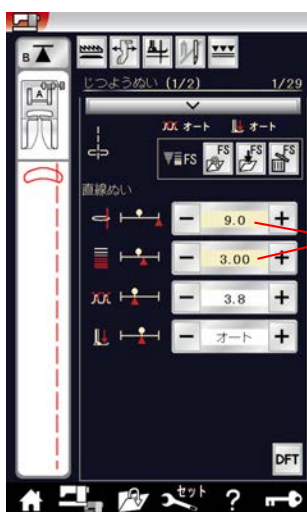 B
じつようぬい (1/2) 1/29
A
オート オート
FS FS FS FS
直線ぬい
− 9.0 +
− 3.00 +
− 3.8 +
− オート +
DFT
セット ?